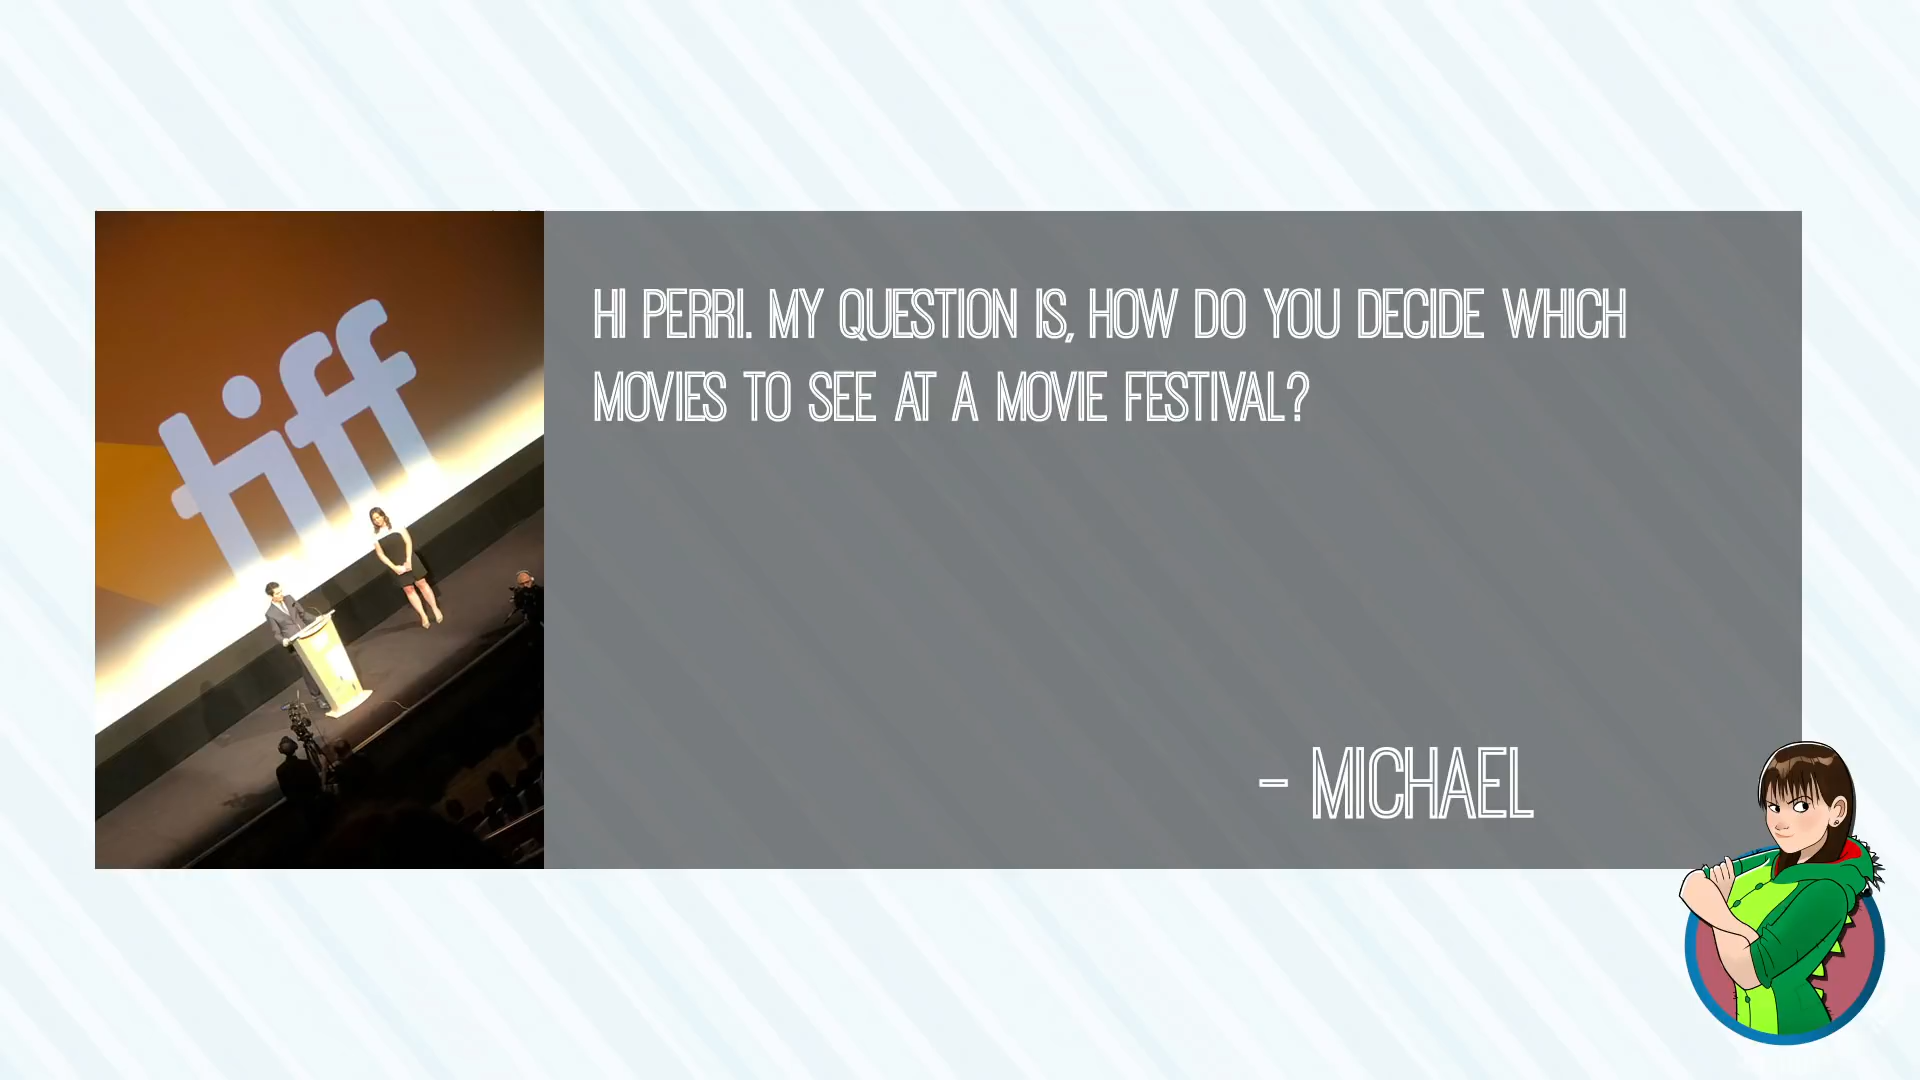 tiff
HI PERRI. MY QUESTION IS, HOW DO YOU DECIDE WHICH
MOVIES TO SEE AT A MOVIE FESTIVAL?
- MICHAEL